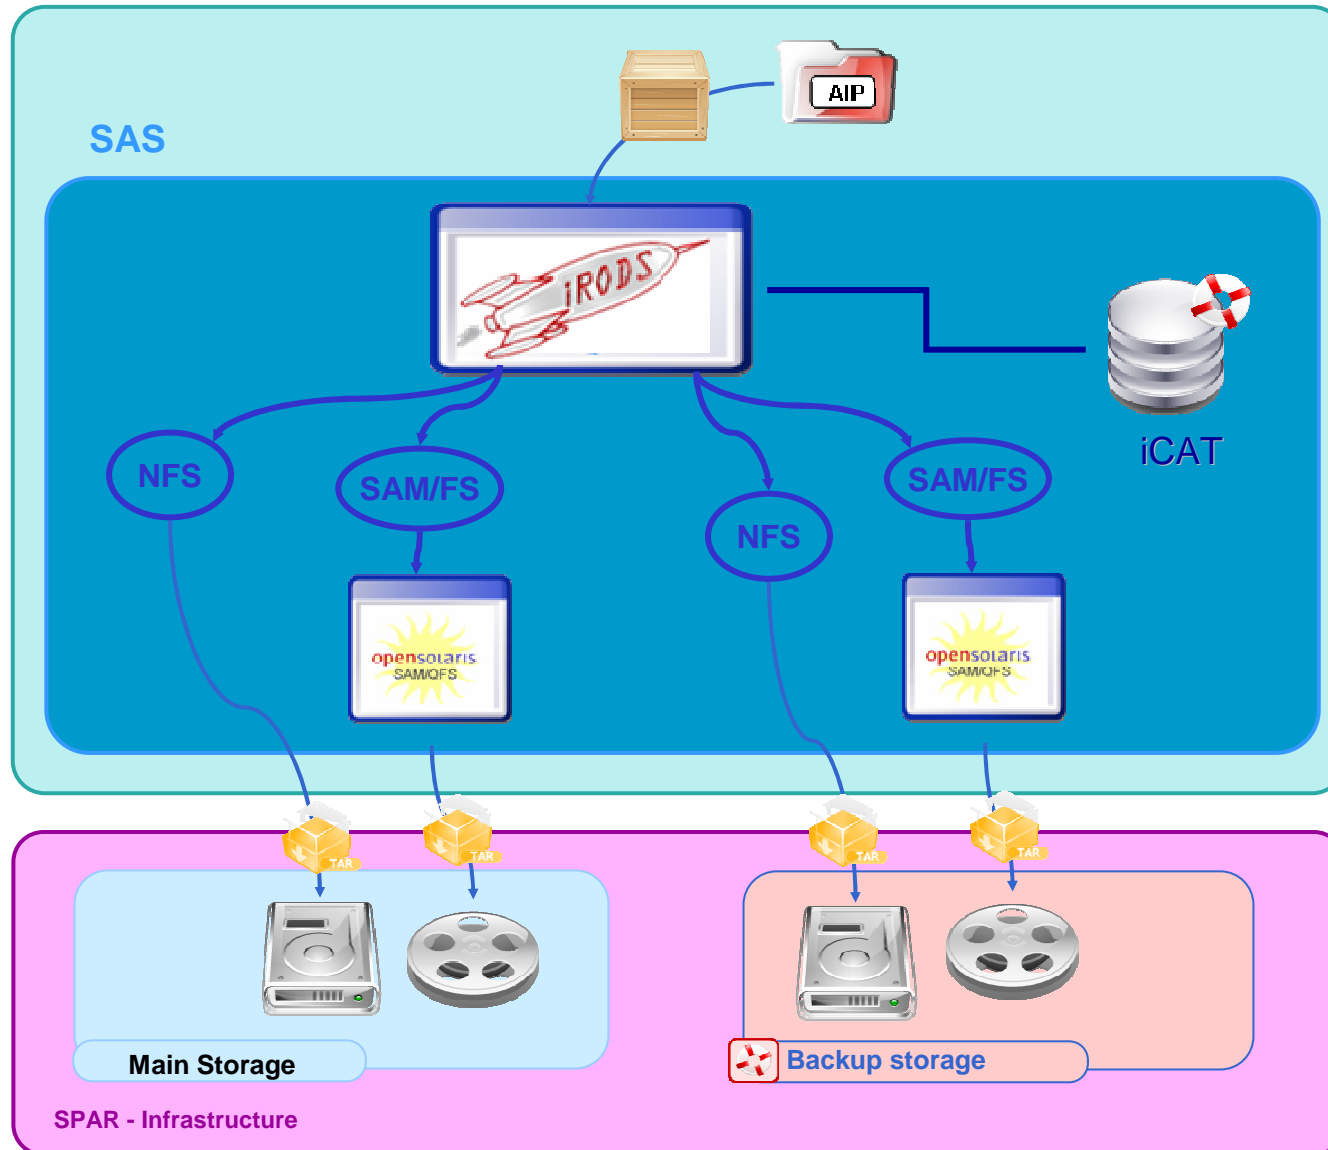 AIP
SAS
iRODS
iCAT
NFS
SAM/FS
NFS
SAM/FS
opensolaris
SAM/QFS
opensolaris
SAM/QFS
TAR
TAR
TAR
TAR
Main Storage
Backup storage
SPAR - Infrastructure